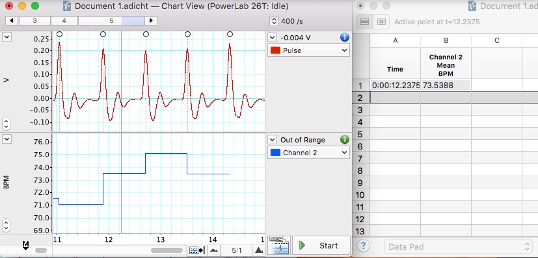 Document 1.adicht — Chart View (PowerLab 26T: Idle)
Document 1.ad
3 4 5
400 /s
Active point at t=12.2375
-0.004 V
Pulse
0.25
0.20
0.15
0.10
0.05
0.00
-0.05
-0.10
V
A B C
Time
Channel 2
Mean
BPM
1 0:00:12.2375 73.5388
2
3
4
5
6
7
8
9
10
11
12
13
Out of Range
Channel 2
76.0
75.0
74.0
73.0
72.0
71.0
70.0
69.0
BPM
M
11 12 13 14 1
5:1
Start
? Data Pad